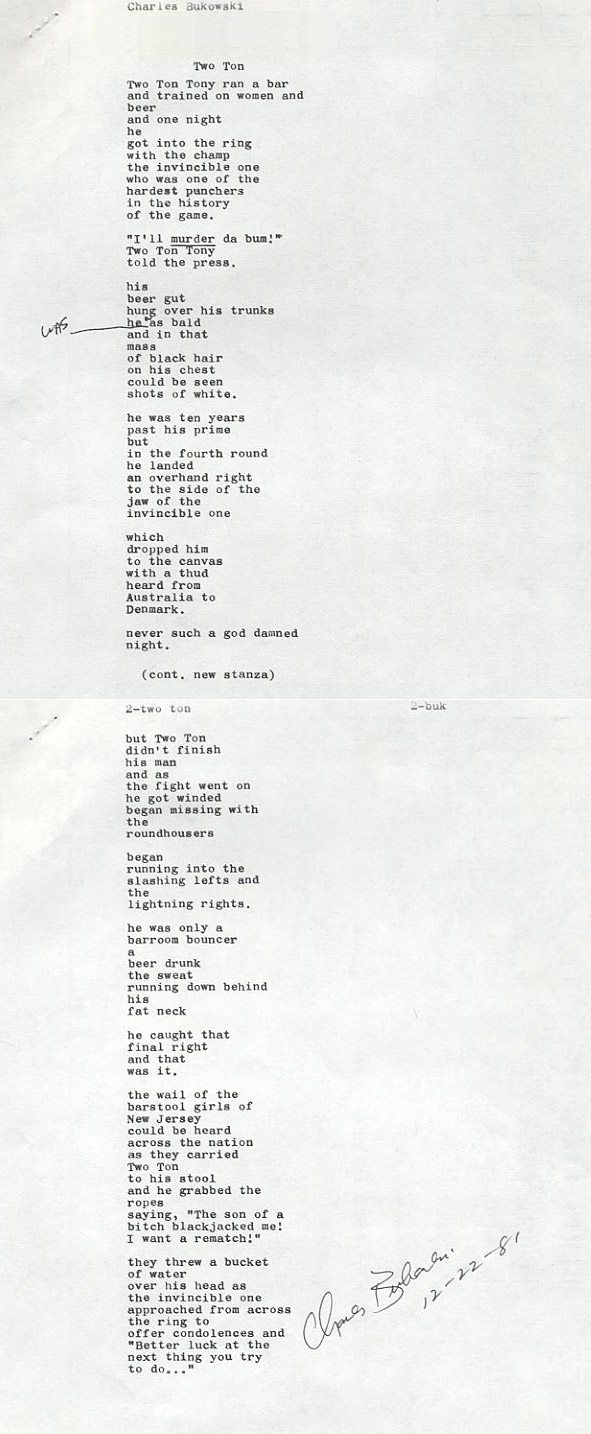 Charles Bukowski
Two Ton
Two Ton Tony ran a bar
and trained on women and
beer
and one night
he
got into the ring
with the champ
the invincible one
who was one of the
hardest punchers
in the history
of the game.
"I'll murder da bum!"
Two Ton Tony
told the press.
his
beer gut
hung over his trunks
was he as bald
and in that
mass
of black hair
on his chest
could be seen
shots of white.
he was ten years
past his prime
but
in the fourth round
he landed
an overhand right
to the side of the
jaw of the
invincible one
which
dropped him
to the canvas
with a thud
heard from
Australia to
Denmark.
never such a god damned
night.
(cont. new stanza)
2-two ton 2-buk
but Two Ton
didn't finish
his man
and as
the fight went on
he got winded
began missing with
the
roundhousers
began
running into the
slashing lefts and
the
lightning rights.
he was only a
barroom bouncer
a
beer drunk
the sweat
running down behind
his
fat neck
he caught that
final right
and that
was it.
the wail of the
barstool girls of
New Jersey
could be heard
across the nation
as they carried
Two Ton
to his stool
and he grabbed the
ropes
saying, "The son of a
bitch blackjacked me!
I want a rematch!"
they threw a bucket
of water
over his head as
the invincible one
approached from across
the ring to
offer condolences and
"Better luck at the
next thing you try
to do..."
Charles Bukowski
12-22-81